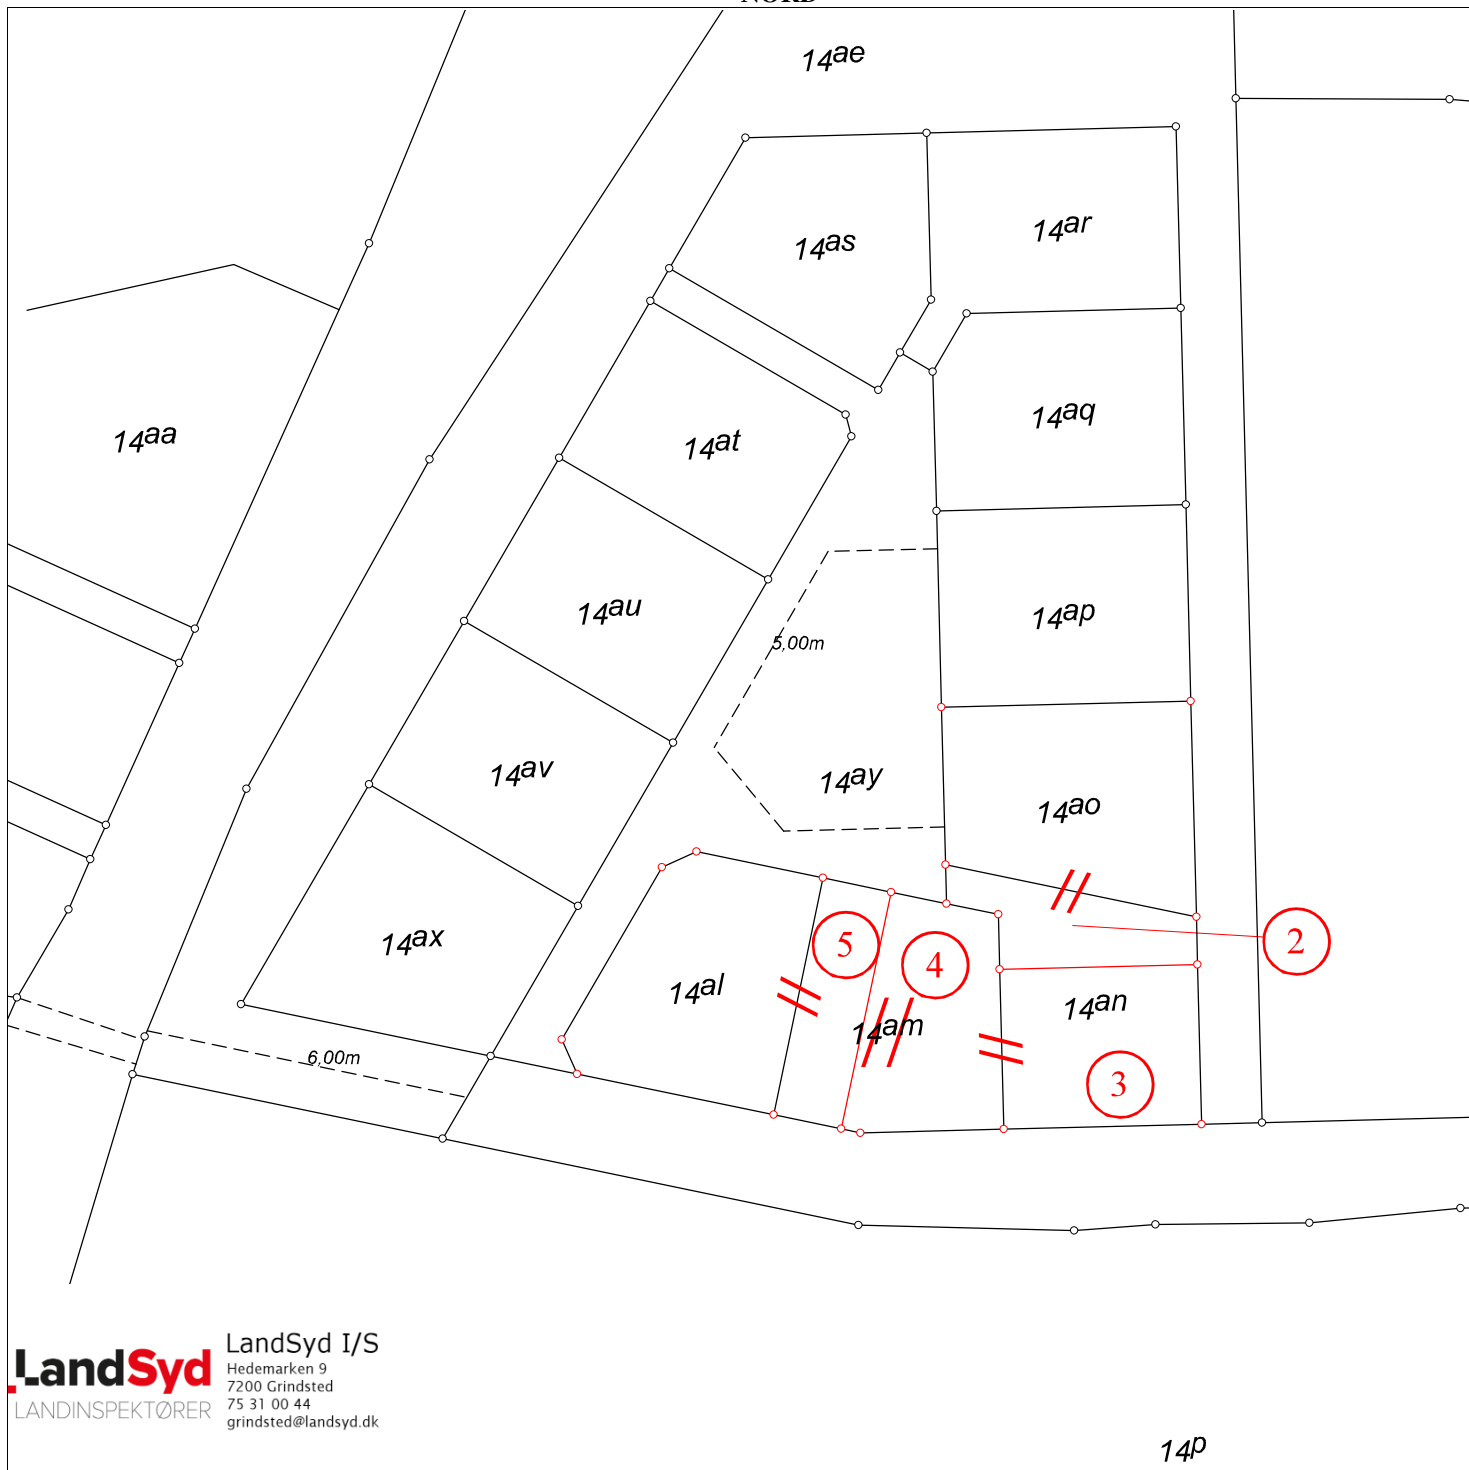 NORD
14ae
14as
14ar
14aa
14at
14aq
14au
14ap
5,00m
14av
14ay
14ao
14ax
5
4
2
14al
14am
14an
6,00m
3
LandSyd
LANDINSPEKTØRER
LandSyd I/S
Hedemarken 9
7200 Grindsted
75 31 00 44
grindsted@landsyd.dk
14p